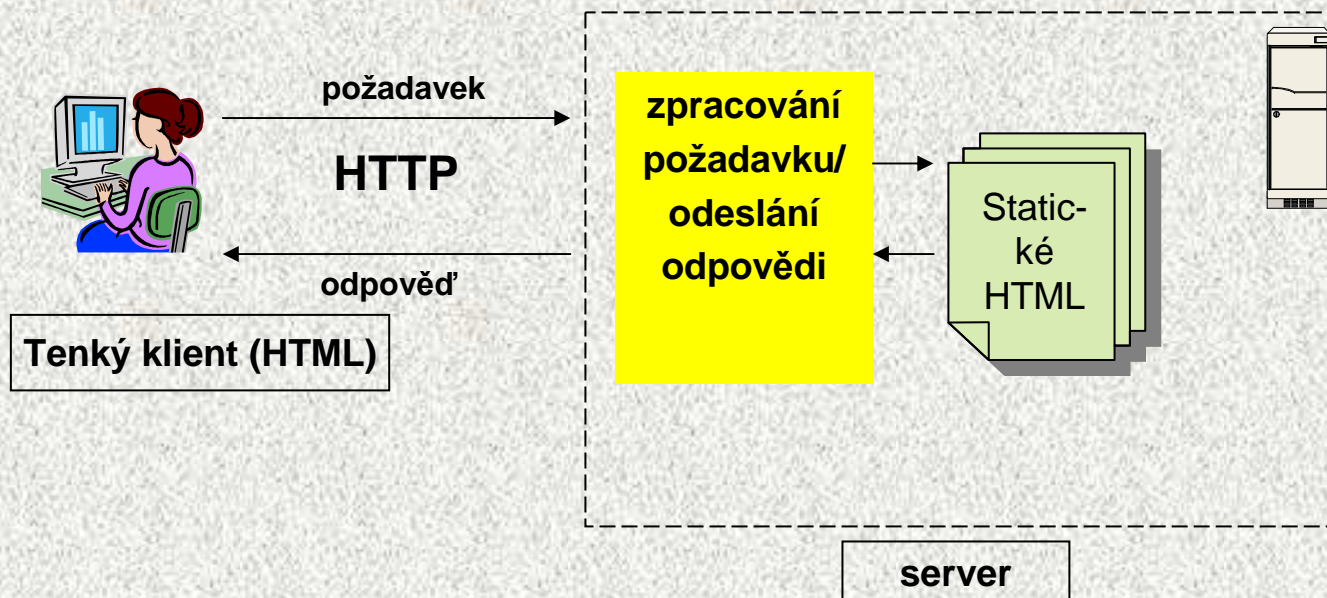 požadavek
HTTP
odpověď
Tenký klient (HTML)
zpracování
požadavku/
odeslání
odpovědi
Static-
ké
HTML
server